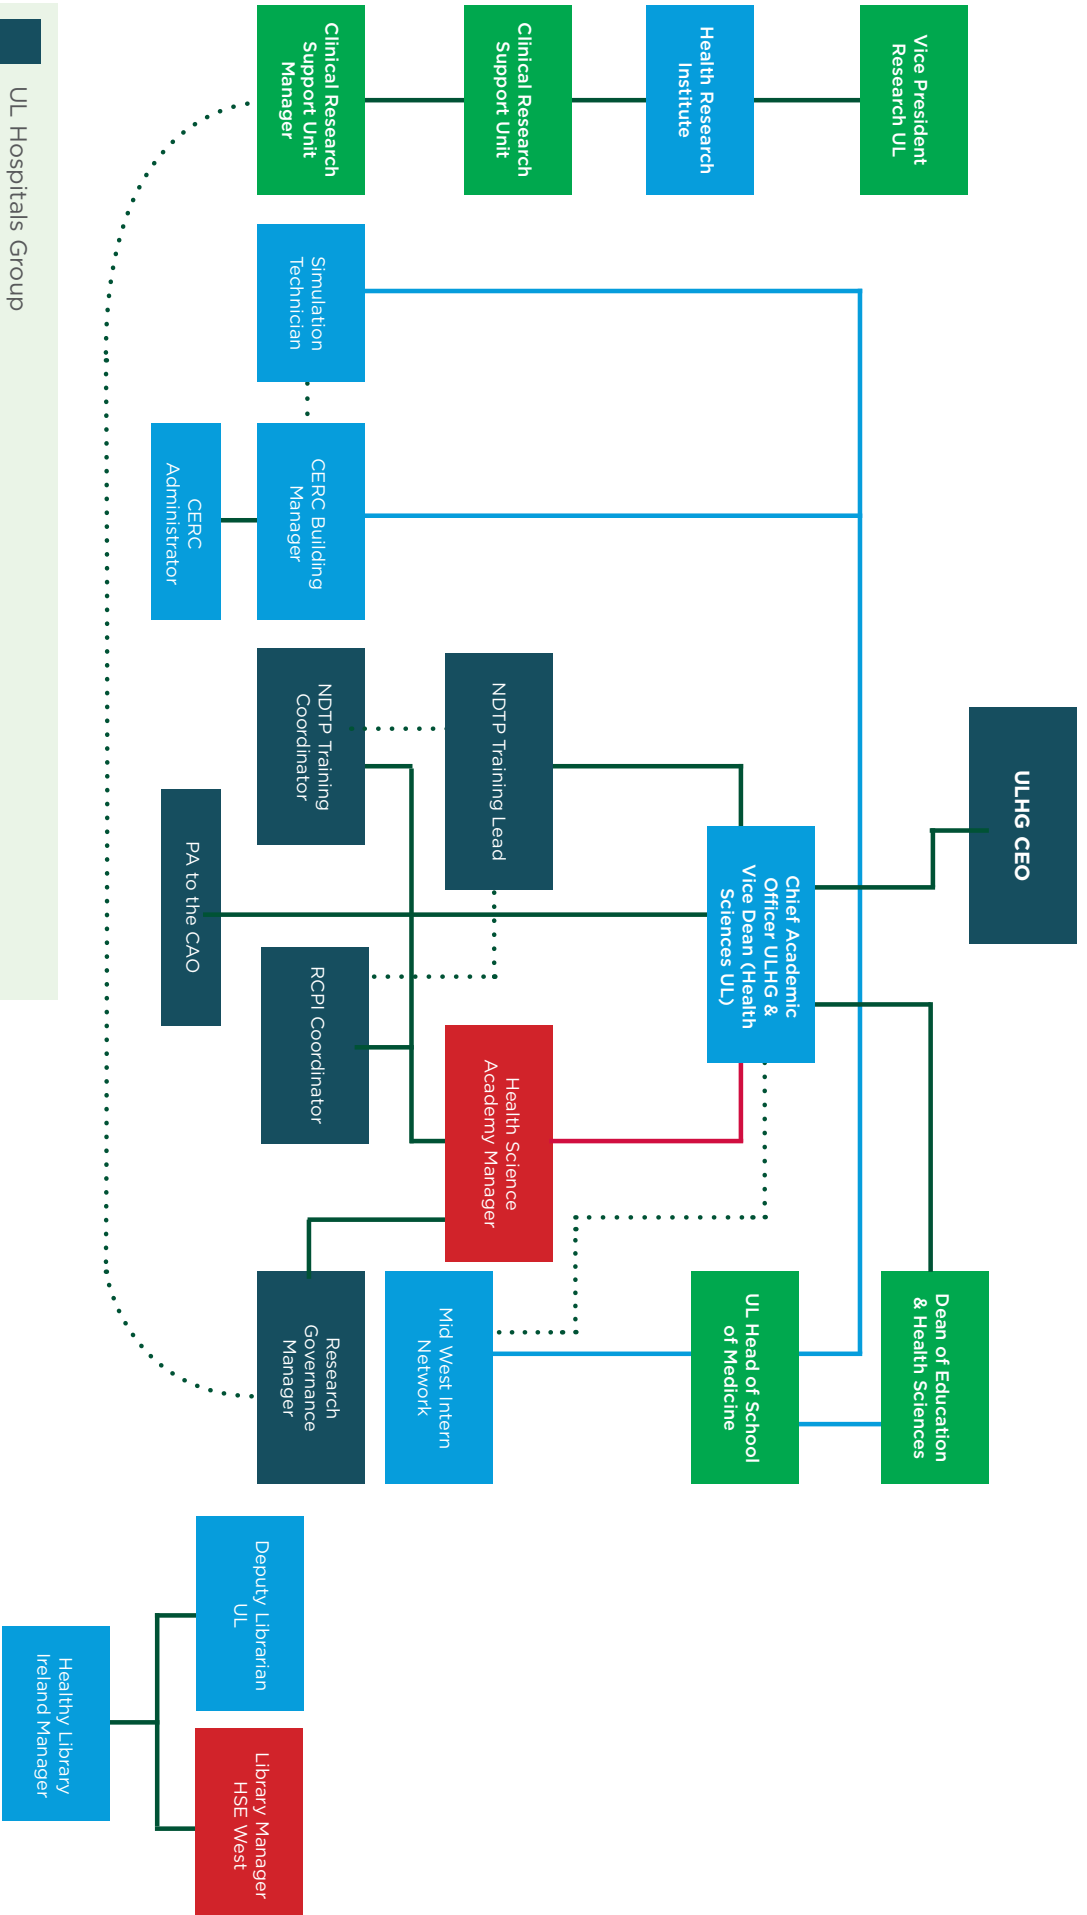 ULHG CEO
Vice President
Research UL
Dean of Education
& Health Sciences
Chief Academic
Officer ULHG &
Vice Dean (Health
Sciences UL)
Health Research
Institute
UL Head of School
of Medicine
Clinical Research
Support Unit
NDTP Training Lead
Health Science
Academy Manager
Mid West Intern
Network
Clinical Research
Support Unit
Manager
Simulation
Technician
CERC Building
Manager
NDTP Training
Coordinator
RCPI Coordinator
Research
Governance
Manager
CERC
Administrator
PA to the CAO
Deputy Librarian
UL
Library Manager
HSE West
Healthy Library
Ireland Manager
UL Hospitals Group